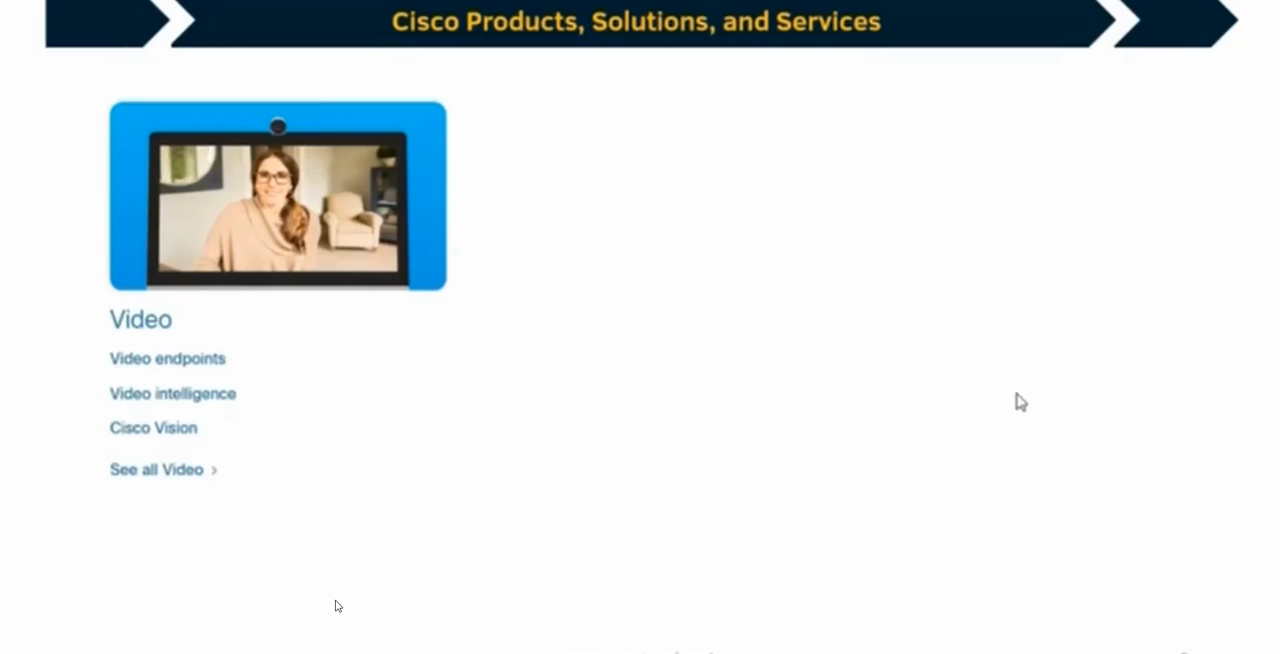 Cisco Products, Solutions, and Services
Video
Video endpoints
Video intelligence
Cisco Vision
See all Video >